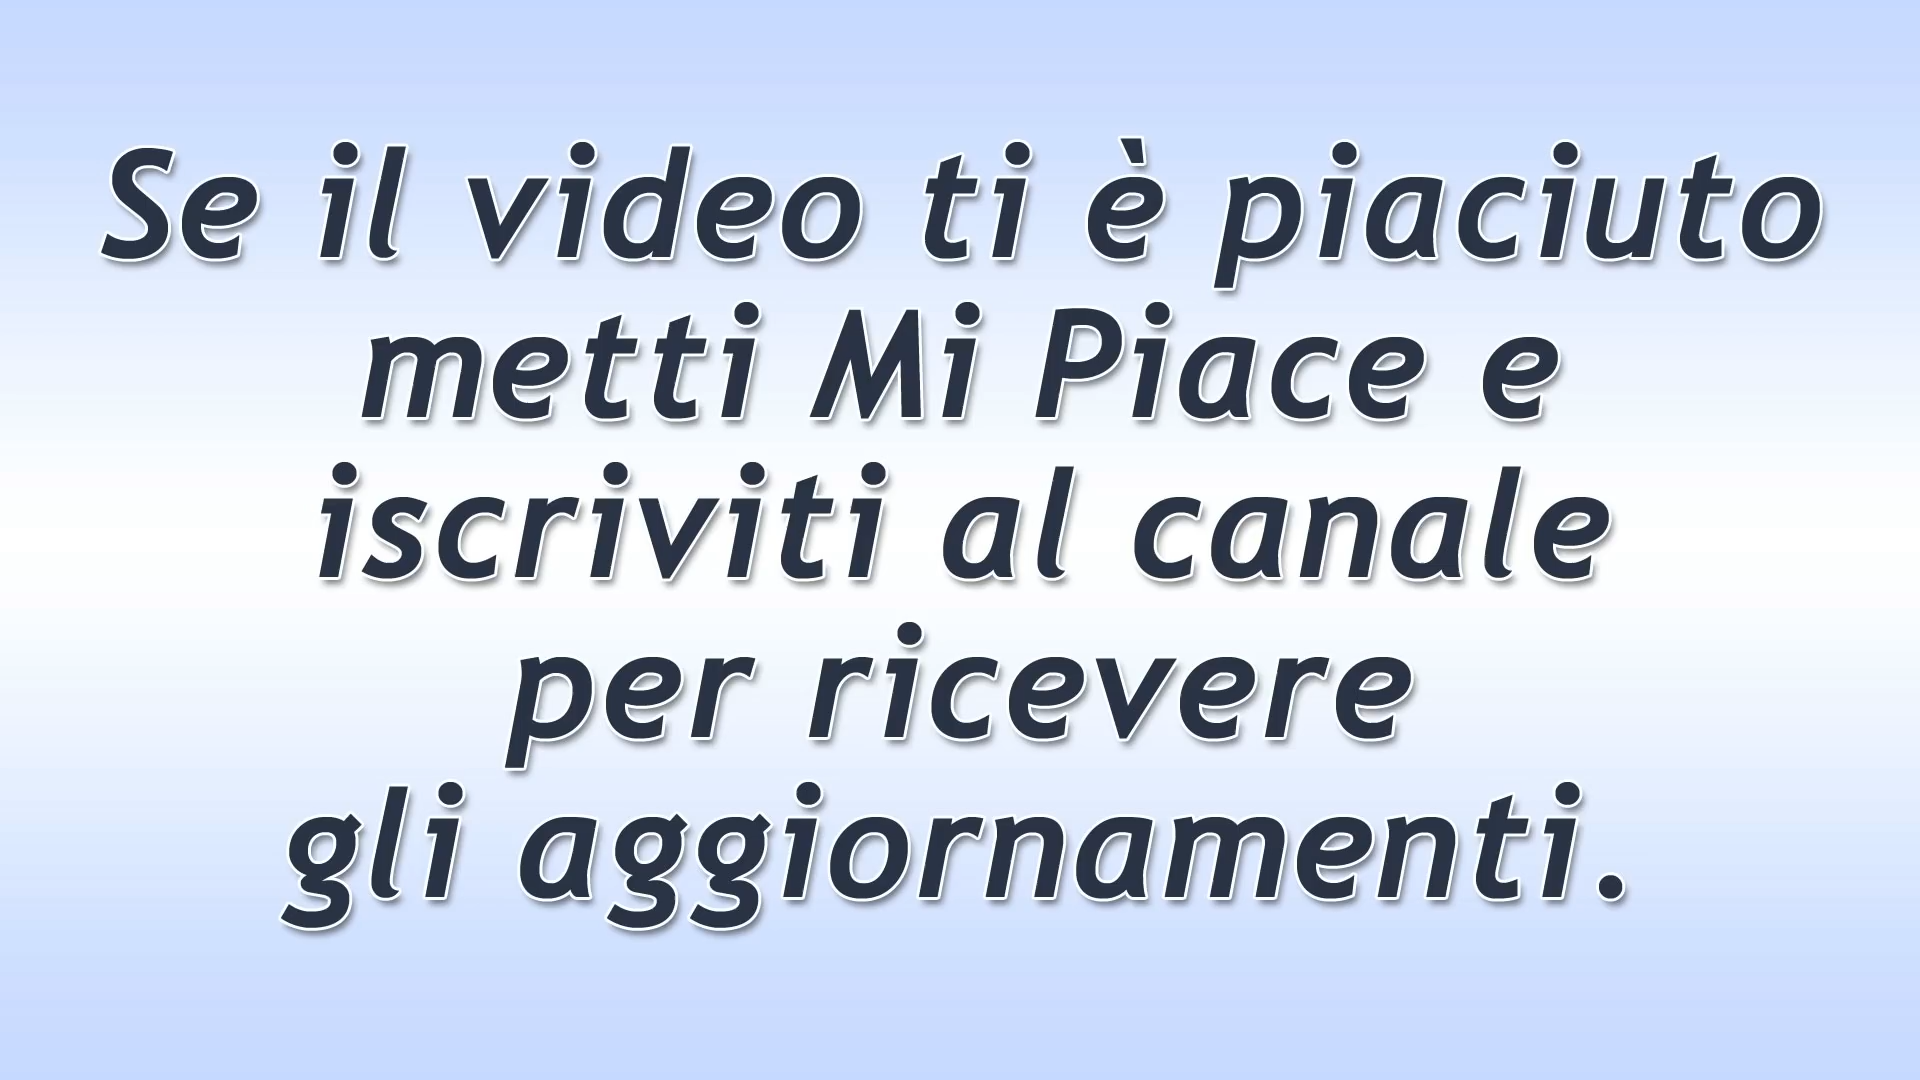 Se il video ti è piaciuto
metti Mi Piace e
iscriviti al canale
per ricevere
gli aggiornamenti.